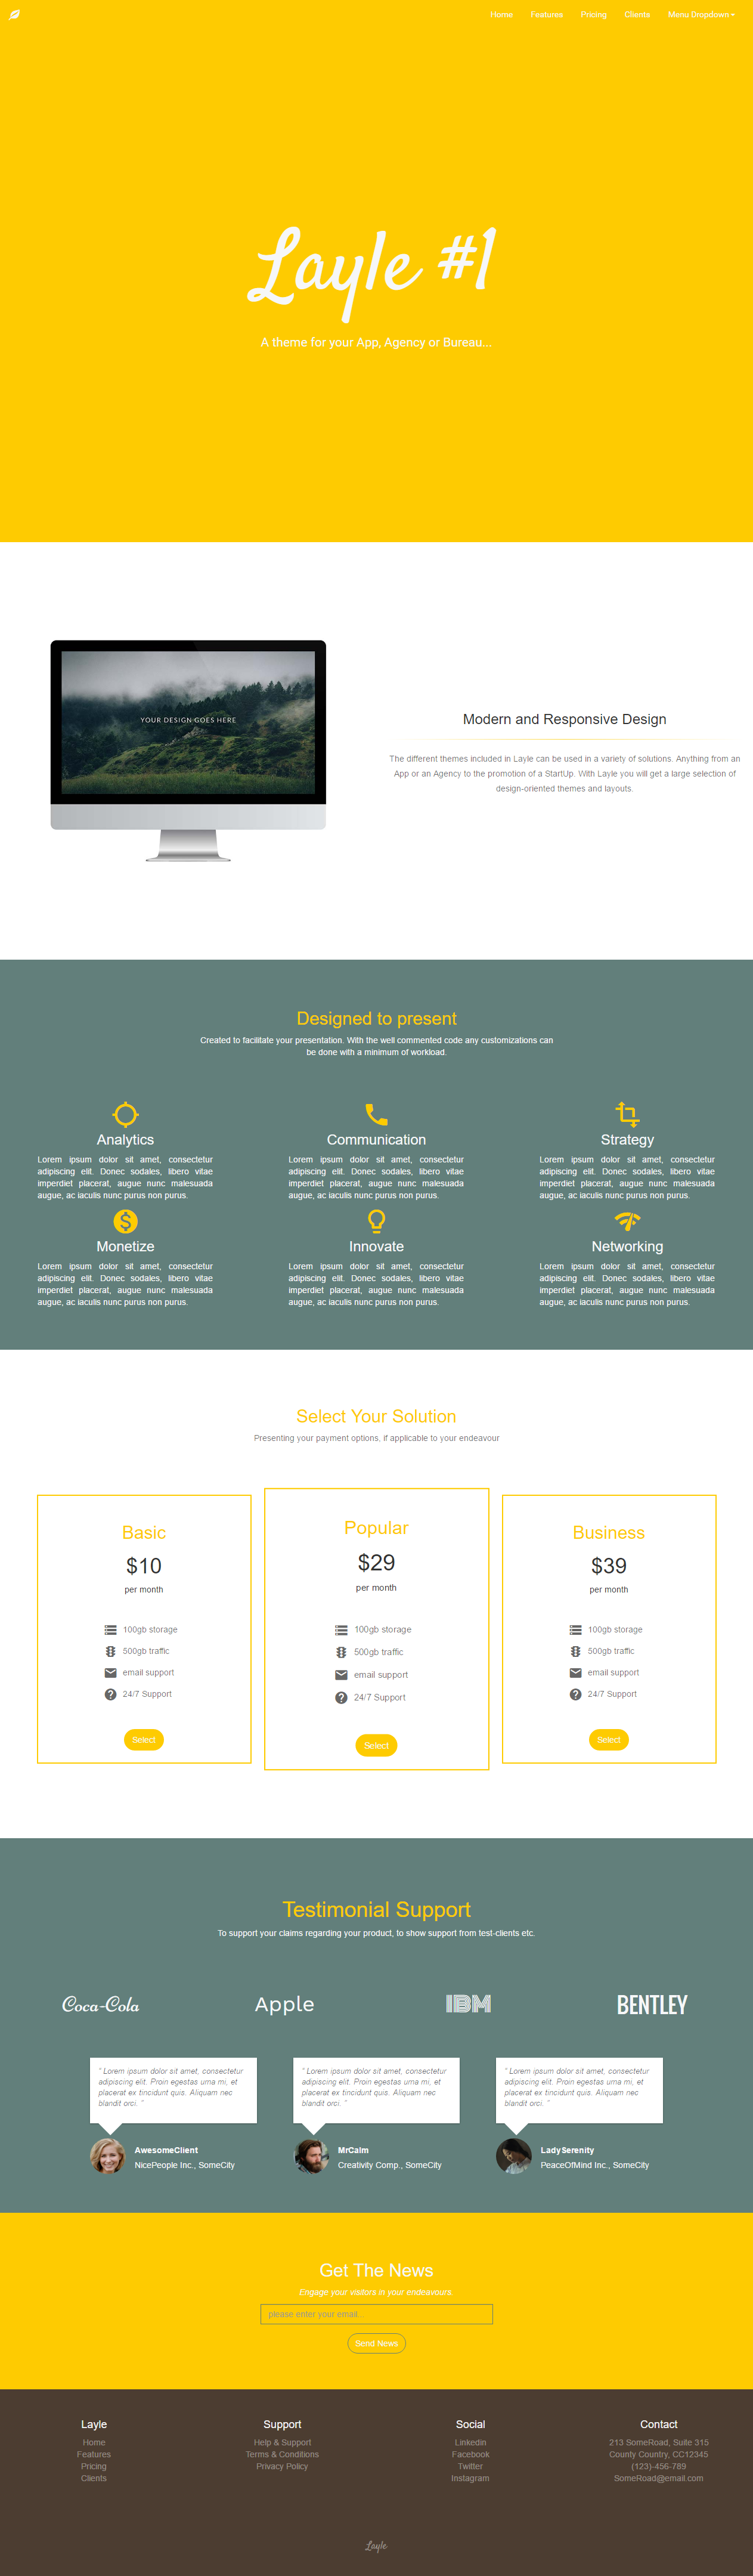 Home Features Pricing Clients Menu Dropdown
Layle #1
A theme for your App, Agency or Bureau...
YOUR DESIGN GOES HERE
Modern and Responsive Design
The different themes included in Layle can be used in a variety of solutions. Anything from an
App or an Agency to the promotion of a StartUp. With Layle you will get a large selection of
design-oriented themes and layouts.
Designed to present
Created to facilitate your presentation. With the well commented code any customizations can
be done with a minimum of workload.
Analytics
Lorem ipsum dolor sit amet, consectetur
adipiscing elit. Donec sodales, libero vitae
imperdiet placerat, augue nunc malesuada
augue, ac iaculis nunc purus non purus.
Communication
Lorem ipsum dolor sit amet, consectetur
adipiscing elit. Donec sodales, libero vitae
imperdiet placerat, augue nunc malesuada
augue, ac iaculis nunc purus non purus.
Strategy
Lorem ipsum dolor sit amet, consectetur
adipiscing elit. Donec sodales, libero vitae
imperdiet placerat, augue nunc malesuada
augue, ac iaculis nunc purus non purus.
Monetize
Lorem ipsum dolor sit amet, consectetur
adipiscing elit. Donec sodales, libero vitae
imperdiet placerat, augue nunc malesuada
augue, ac iaculis nunc purus non purus.
Innovate
Lorem ipsum dolor sit amet, consectetur
adipiscing elit. Donec sodales, libero vitae
imperdiet placerat, augue nunc malesuada
augue, ac iaculis nunc purus non purus.
Networking
Lorem ipsum dolor sit amet, consectetur
adipiscing elit. Donec sodales, libero vitae
imperdiet placerat, augue nunc malesuada
augue, ac iaculis nunc purus non purus.
Select Your Solution
Presenting your payment options, if applicable to your endeavour
Basic
$10
per month
100gb storage
500gb traffic
email support
24/7 Support
Select
Popular
$29
per month
100gb storage
500gb traffic
email support
24/7 Support
Select
Business
$39
per month
100gb storage
500gb traffic
email support
24/7 Support
Select
Testimonial Support
To support your claims regarding your product, to show support from test-clients etc.
Coca-Cola
Apple
IBM
BENTLEY
" Lorem ipsum dolor sit amet, consectetur
adipiscing elit. Proin egestas urna mi, et
placerat ex tincidunt quis. Aliquam nec
blandit orci. "
AwesomeClient
NicePeople Inc., SomeCity
" Lorem ipsum dolor sit amet, consectetur
adipiscing elit. Proin egestas urna mi, et
placerat ex tincidunt quis. Aliquam nec
blandit orci. "
MrCalm
Creativity Comp., SomeCity
" Lorem ipsum dolor sit amet, consectetur
adipiscing elit. Proin egestas urna mi, et
placerat ex tincidunt quis. Aliquam nec
blandit orci. "
LadySerenity
PeaceOfMind Inc., SomeCity
Get The News
Engage your visitors in your endeavours.
please enter your email...
Send News
Layle
Home
Features
Pricing
Clients
Support
Help & Support
Terms & Conditions
Privacy Policy
Social
Linkedin
Facebook
Twitter
Instagram
Contact
213 SomeRoad, Suite 315
County Country, CC12345
(123)-456-789
SomeRoad@email.com
Layle